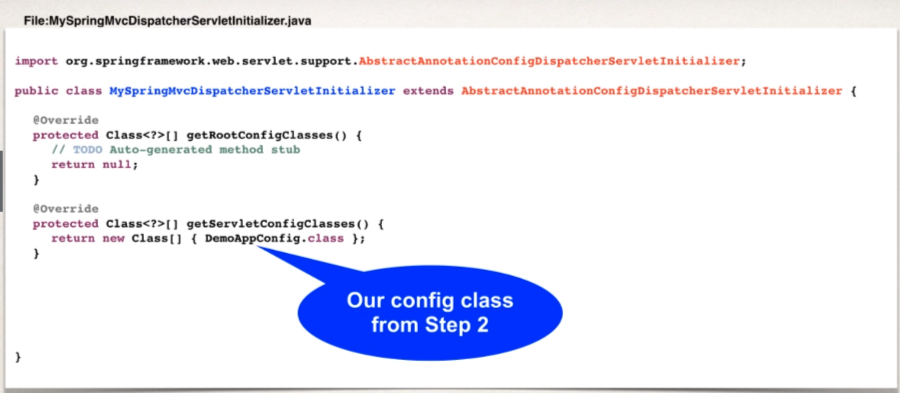 File:MySpringMvcDispatcherServletInitializer.java
import org.springframework.web.servlet.support.AbstractAnnotationConfigDispatcherServletInitializer;
public class MySpringMvcDispatcherServletInitializer extends AbstractAnnotationConfigDispatcherServletInitializer {
@Override
protected Class<?>[] getRootConfigClasses() {
// TODO Auto-generated method stub
return null;
}
@Override
protected Class<?>[] getServletConfigClasses() {
return new Class[] { DemoAppConfig.class };
}
Our config class
from Step 2
}